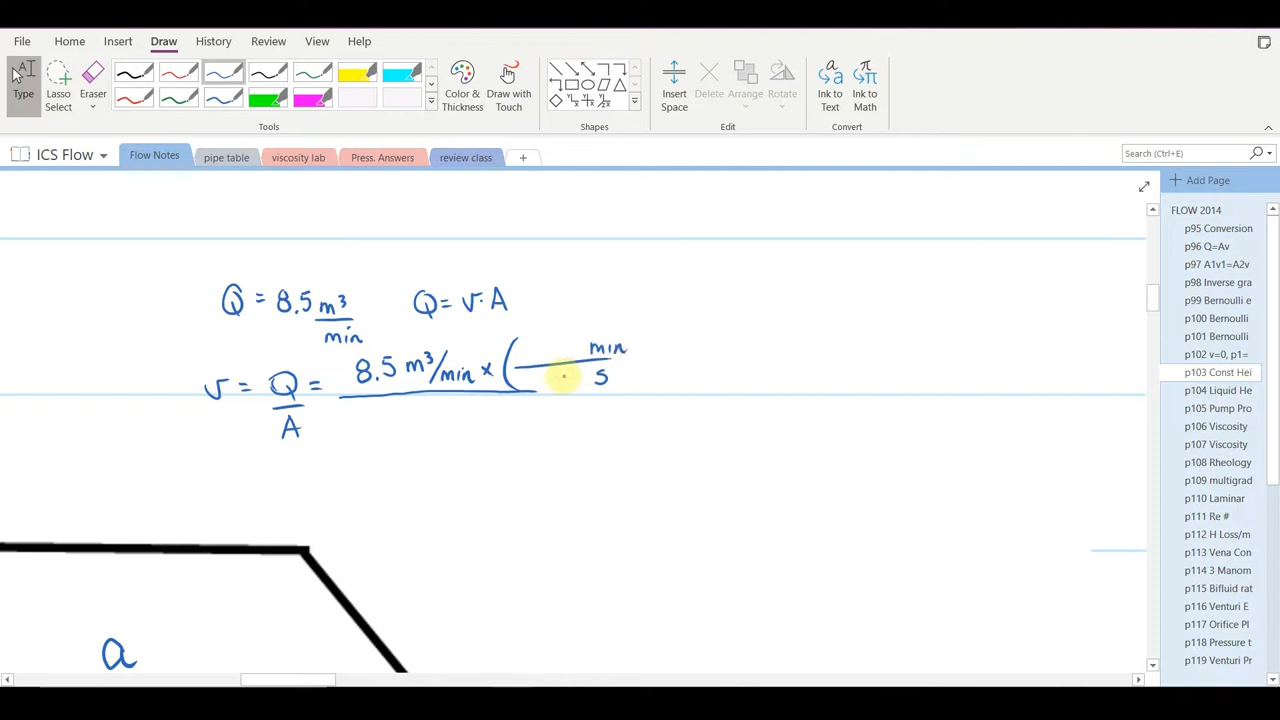 File Home Insert Draw History Review View Help
Type
Lasso Select
Eraser
Color & Thickness
Draw with Touch
Insert Space
Delete
Arrange
Rotate
Ink to Text
Ink to Math
Tools
Shapes
Edit
Convert
ICS Flow
Flow Notes
pipe table
viscosity lab
Press. Answers
review class
Search (Ctrl+E)
Add Page
FLOW 2014
p95 Conversion
p96 Q=Av
p97 A1v1=A2v
p98 Inverse gra
p99 Bernoulli e
p100 Bernoulli
p101 Bernoulli
p102 v=0, p1=
p103 Const Hei
p104 Liquid He
p105 Pump Pro
p106 Viscosity
p107 Viscosity
p108 Rheology
p109 multigrad
p110 Laminar
p111 Re #
p112 H Loss/m
p113 Vena Con
p114 3 Manom
p115 Bifluid rat
p116 Venturi E
p117 Orifice Pl
p118 Pressure t
p119 Venturi Pr
Q = 8.5 m³/min Q = v·A
v = Q/A = 8.5 m³/min × ( min/s
a